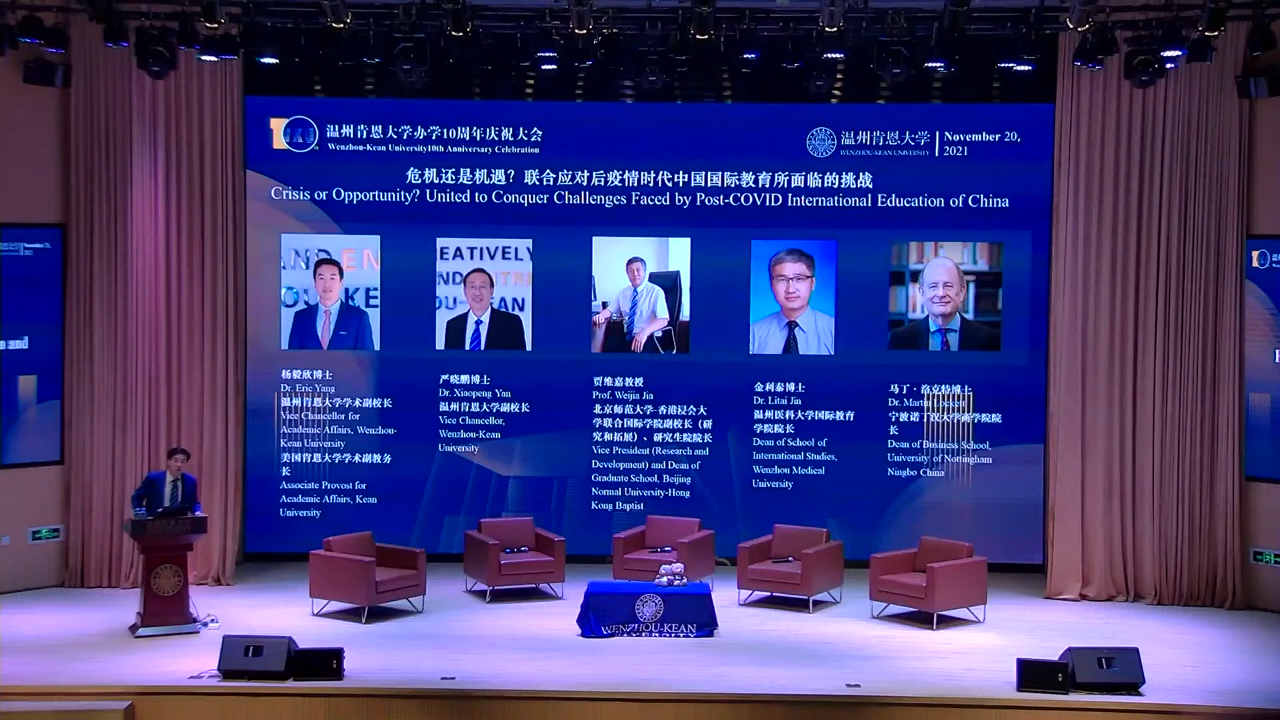 温州肯恩大学办学10周年庆祝大会
Wenzhou-Kean University10th Anniversary Celebration
温州肯恩大学
WENZHOU-KEAN UNIVERSITY
November 20,
2021
危机还是机遇？联合应对后疫情时代中国国际教育所面临的挑战
Crisis or Opportunity? United to Conquer Challenges Faced by Post-COVID International Education of China
AND EN
OU-KE
EATIVELY
OU-KEAN
杨毅欣博士
Dr. Eric Yang
温州肯恩大学学术副校长
Vice Chancellor for
Academic Affairs, Wenzhou-
Kean University
美国肯恩大学学术副教务
长
Associate Provost for
Academic Affairs, Kean
University
严晓鹏博士
Dr. Xiaopeng Yan
温州肯恩大学副校长
Vice Chancellor,
Wenzhou-Kean
University
贾维嘉教授
Prof. Weijia Jia
北京师范大学-香港浸会大
学联合国际学院副校长（研
究和拓展）、研究生院院长
Vice President (Research and
Development) and Dean of
Graduate School, Beijing
Normal University-Hong
Kong Baptist
金利泰博士
Dr. Litai Jin
温州医科大学国际教育
学院院长
Dean of School of
International Studies,
Wenzhou Medical
University
马丁·洛克特博士
Dr. Martin Lockett
宁波诺丁汉大学商学院院
长
Dean of Business School,
University of Nottingham
Ningbo China
WENZHOU-KEAN
UNIVERSITY